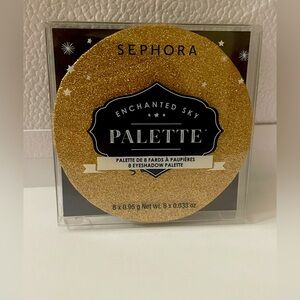 SEPHORA
ENCHANTED SKY
PALETTE
PALETTE DE 8 FARDS À PAUPIÈRES
8 EYESHADOW PALETTE
8 x 0.95 g Net wt. 8 x 0.033 oz